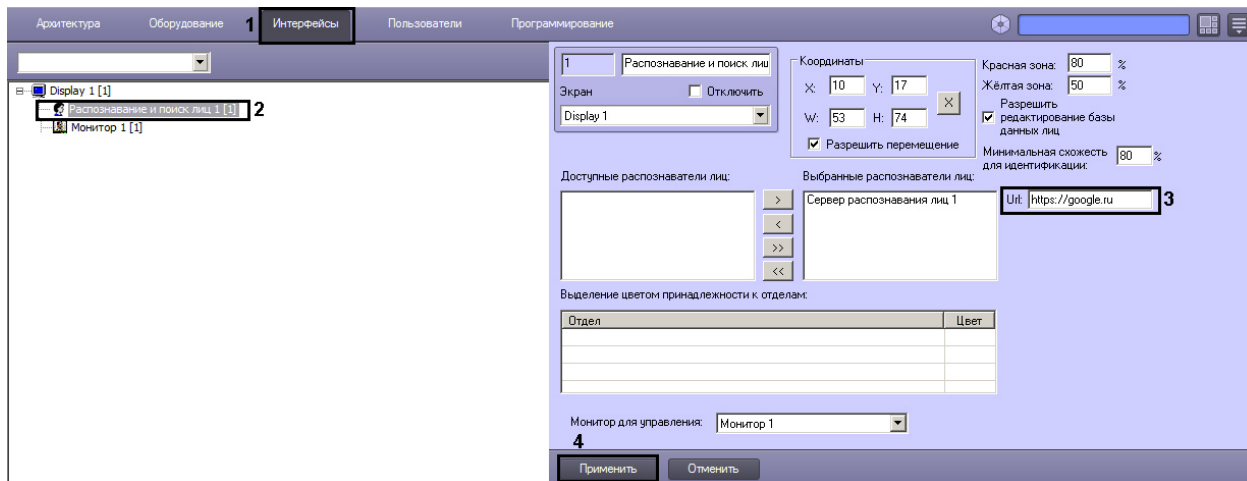 Архитектура Оборудование 1 Интерфейсы Пользователи Программирование
Display 1 [1]
Распознавание и поиск лиц 1 [1] 2
Монитор 1 [1]
1 Распознавание и поиск лиц
Экран Отключить
Display 1
Координаты
X: 10 Y: 17 X
W: 53 H: 74
Разрешить перемещение
Красная зона: 80 %
Жёлтая зона: 50 %
Разрешить
редактирование базы
данных лиц
Минимальная схожесть 80 %
для идентификации:
Доступные распознаватели лиц: Выбранные распознаватели лиц:
> Сервер распознавания лиц 1 Url: https://google.ru 3
<
>>
<<
Выделение цветом принадлежности к отделам:
Отдел Цвет
Монитор для управления: Монитор 1
4
Применить Отменить